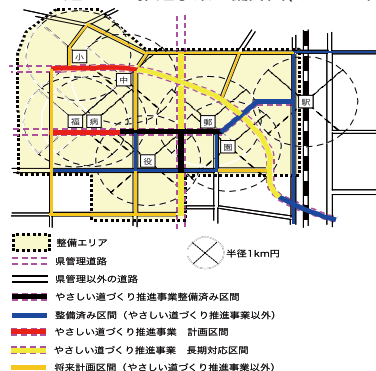 小
中
駅
福 病
郵
園
役
整備エリア
県管理道路
半径1km円
県管理以外の道路
やさしい道づくり推進事業整備済み区間
整備済み区間（やさしい道づくり推進事業以外）
やさしい道づくり推進事業 計画区間
やさしい道づくり推進事業 長期対応区間
将来計画区間（やさしい道づくり推進事業以外）